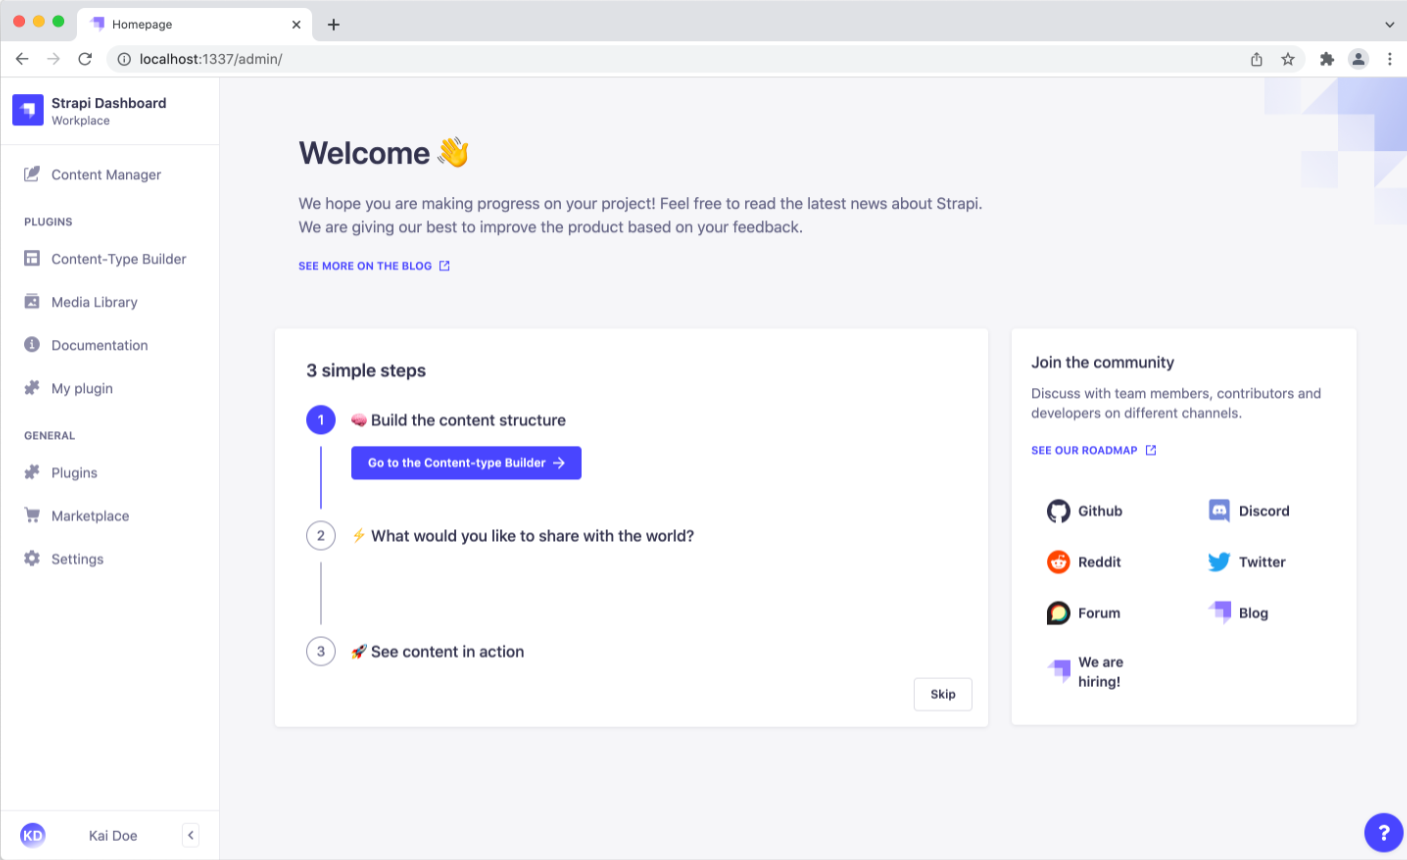 Homepage
localhost:1337/admin/
Strapi Dashboard
Workplace
Content Manager
PLUGINS
Content-Type Builder
Media Library
Documentation
My plugin
GENERAL
Plugins
Marketplace
Settings
KD
Kai Doe
Welcome 👋
We hope you are making progress on your project! Feel free to read the latest news about Strapi.
We are giving our best to improve the product based on your feedback.
SEE MORE ON THE BLOG
3 simple steps
1
🧠 Build the content structure
Go to the Content-type Builder →
2
⚡ What would you like to share with the world?
3
🚀 See content in action
Skip
Join the community
Discuss with team members, contributors and
developers on different channels.
SEE OUR ROADMAP
Github
Discord
Reddit
Twitter
Forum
Blog
We are
hiring!
?